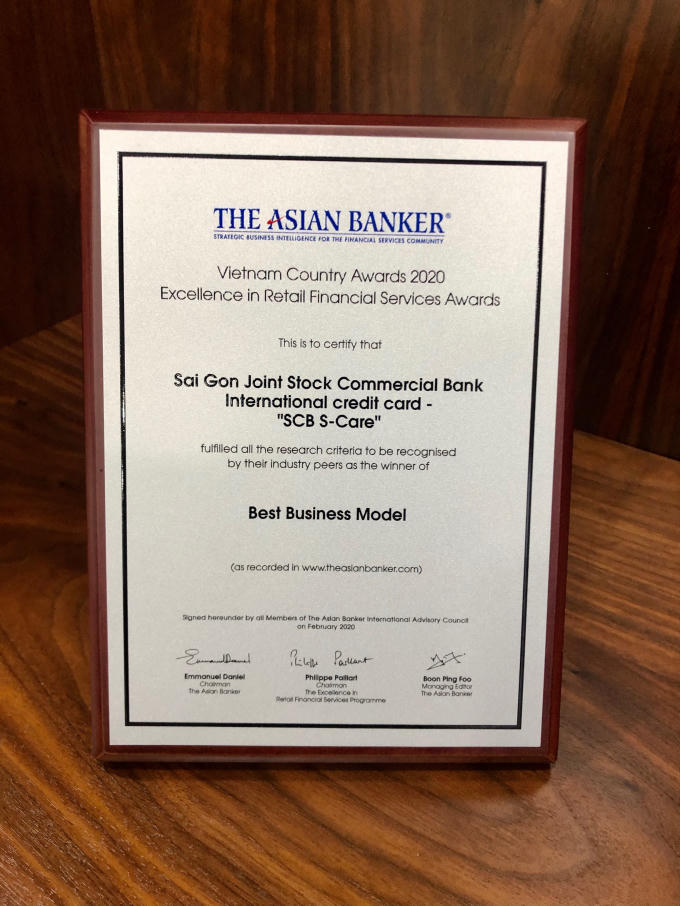 THE ASIAN BANKER®
STRATEGIC BUSINESS INTELLIGENCE FOR THE FINANCIAL SERVICES COMMUNITY
Vietnam Country Awards 2020
Excellence in Retail Financial Services Awards
This is to certify that
Sai Gon Joint Stock Commercial Bank
International credit card -
"SCB S-Care"
fulfilled all the research criteria to be recognised
by their industry peers as the winner of
Best Business Model
(as recorded in www.theasianbanker.com)
Signed hereunder by all Members of The Asian Banker International Advisory Council
on February 2020
Emmanuel Daniel
Chairman
The Asian Banker
Philippe Paillart
Philippe Paillart
Chairman
The Excellence in
Retail Financial Services Programme
Boon Ping Foo
Managing Editor
The Asian Banker